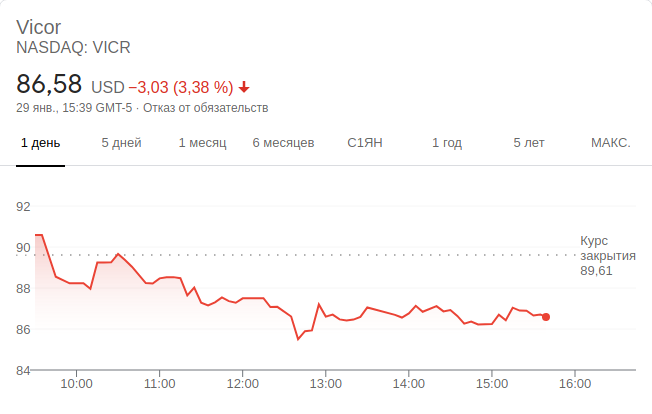 Vicor
NASDAQ: VICR
86,58 USD −3,03 (3,38 %)
29 янв., 15:39 GMT-5 · Отказ от обязательств
1 день 5 дней 1 месяц 6 месяцев С1ЯН 1 год 5 лет МАКС.
92
90
88
86
84
Курс
закрытия
89,61
10:00 11:00 12:00 13:00 14:00 15:00 16:00